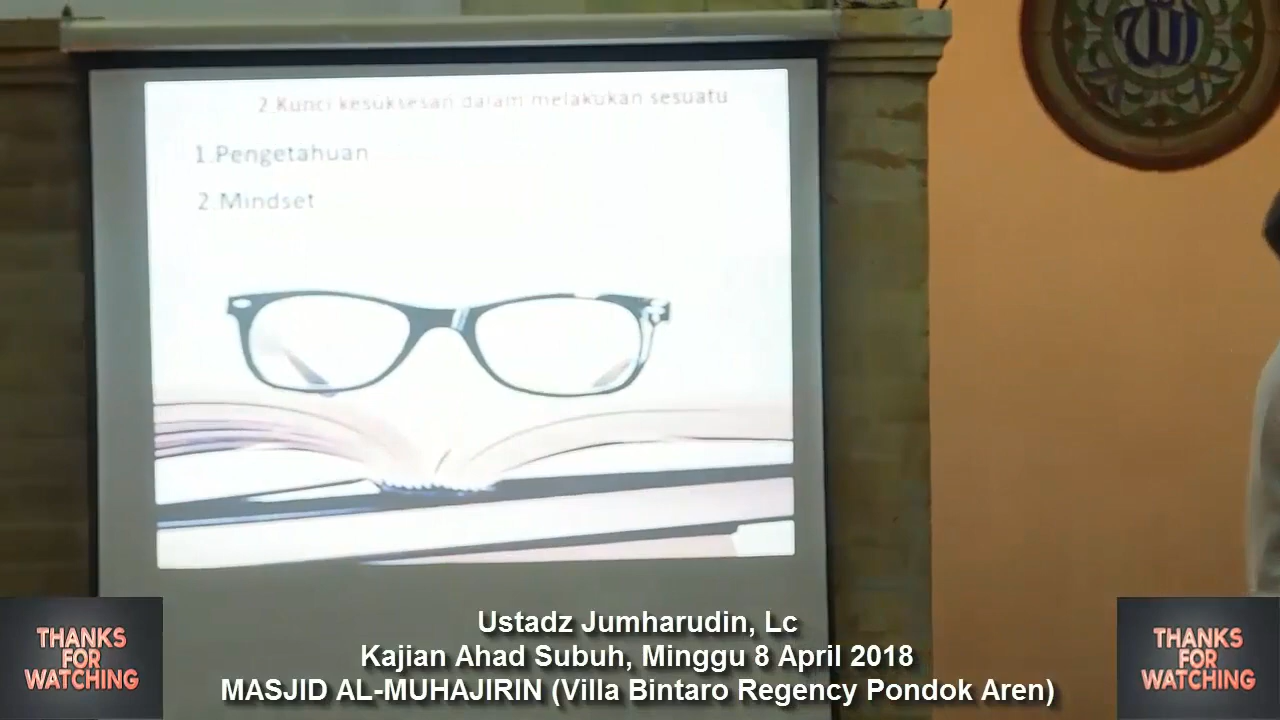 2.Kunci kesuksesan dalam melakukan sesuatu
1.Pengetahuan
2.Mindset
الله
THANKS
FOR
WATCHING
Ustadz Jumharudin, Lc
Kajian Ahad Subuh, Minggu 8 April 2018
MASJID AL-MUHAJIRIN (Villa Bintaro Regency Pondok Aren)
THANKS
FOR
WATCHING